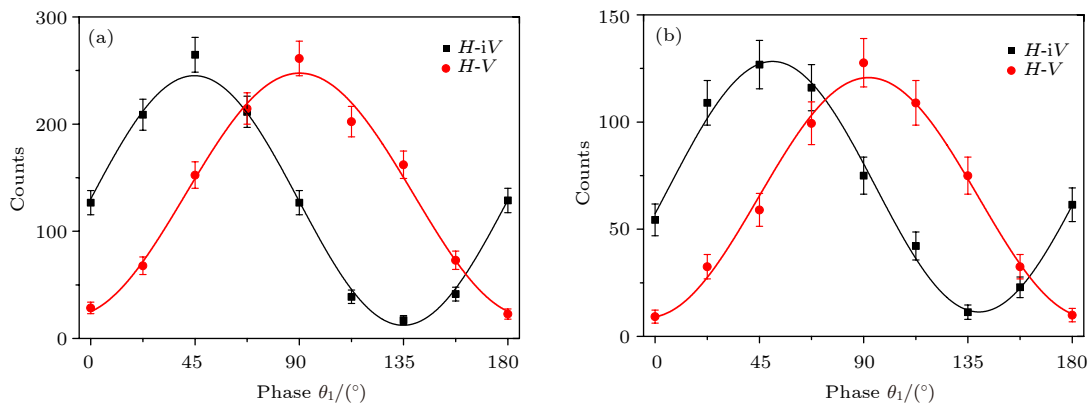 (a)
H-iV
H-V
300
200
100
0
Counts
0 45 90 135 180
Phase θ₁/(°)
(b)
H-iV
H-V
150
100
50
0
Counts
0 45 90 135 180
Phase θ₁/(°)